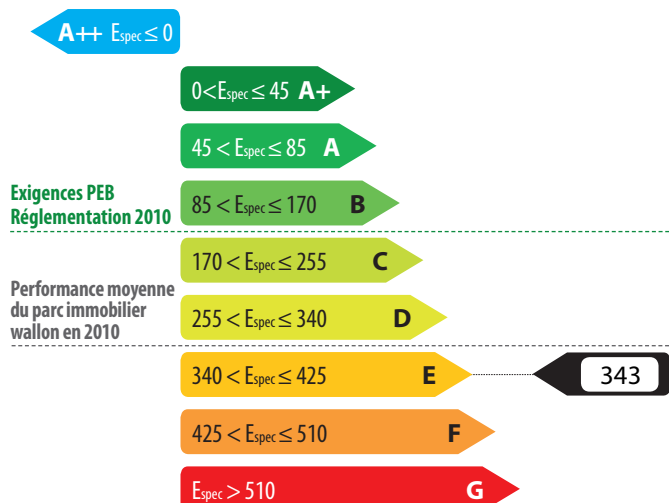 A++ Espec ≤ 0
0<Espec ≤ 45 A+
45 < Espec ≤ 85 A
Exigences PEB
Réglementation 2010
85 < Espec ≤ 170 B
170 < Espec ≤ 255 C
Performance moyenne
du parc immobilier
wallon en 2010
255 < Espec ≤ 340 D
340 < Espec ≤ 425 E
343
425 < Espec ≤ 510 F
Espec > 510 G